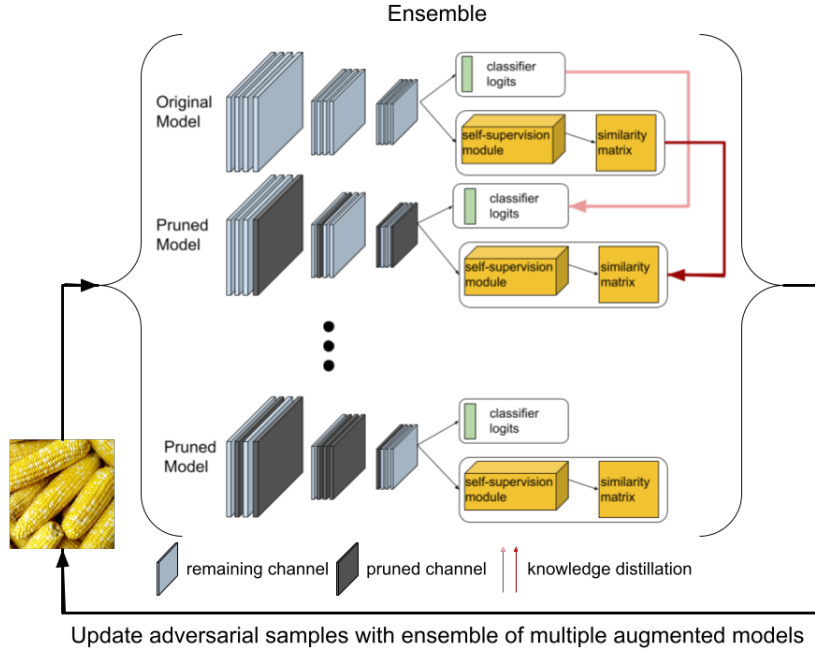 Ensemble
Original
Model
classifier
logits
self-supervision
module
similarity
matrix
Pruned
Model
classifier
logits
self-supervision
module
similarity
matrix
Pruned
Model
classifier
logits
self-supervision
module
similarity
matrix
remaining channel
pruned channel
knowledge distillation
Update adversarial samples with ensemble of multiple augmented models